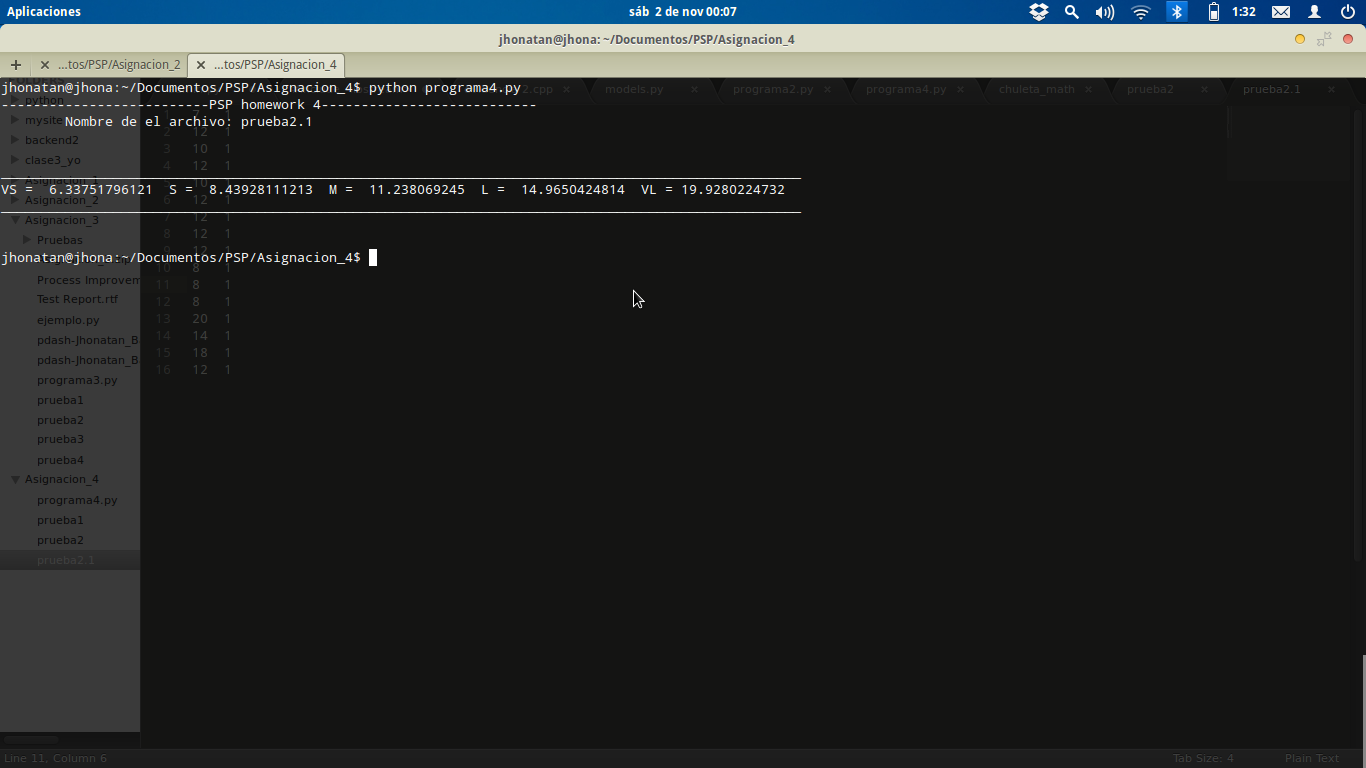 Aplicaciones
sáb 2 de nov 00:07
1:32
jhonatan@jhona: ~/Documentos/PSP/Asignacion_4
...tos/PSP/Asignacion_2
...tos/PSP/Asignacion_4
jhonatan@jhona:~/Documentos/PSP/Asignacion_4$ python programa4.py
--------------------------PSP homework 4---------------------------
Nombre de el archivo: prueba2.1
VS = 6.33751796121 S = 8.43928111213 M = 11.238069245 L = 14.9650424814 VL = 19.9280224732
jhonatan@jhona:~/Documentos/PSP/Asignacion_4$
2.cpp
models.py
programa2.py
programa4.py
chuleta_math
prueba2
prueba2.1
python
mysite
backend2
clase3_yo
Asignacion_1
Asignacion_2
Asignacion_3
Pruebas
Process Improvem
Test Report.rtf
ejemplo.py
pdash-Jhonatan_B
pdash-Jhonatan_B
programa3.py
prueba1
prueba2
prueba3
prueba4
Asignacion_4
programa4.py
prueba1
prueba2
prueba2.1
2 12 1
3 10 1
4 12 1
6 12 1
7 12 1
8 12 1
9 12 1
10 8 1
11 8 1
12 8 1
13 20 1
14 14 1
15 18 1
16 12 1
Line 11, Column 6
Tab Size: 4
Plain Text